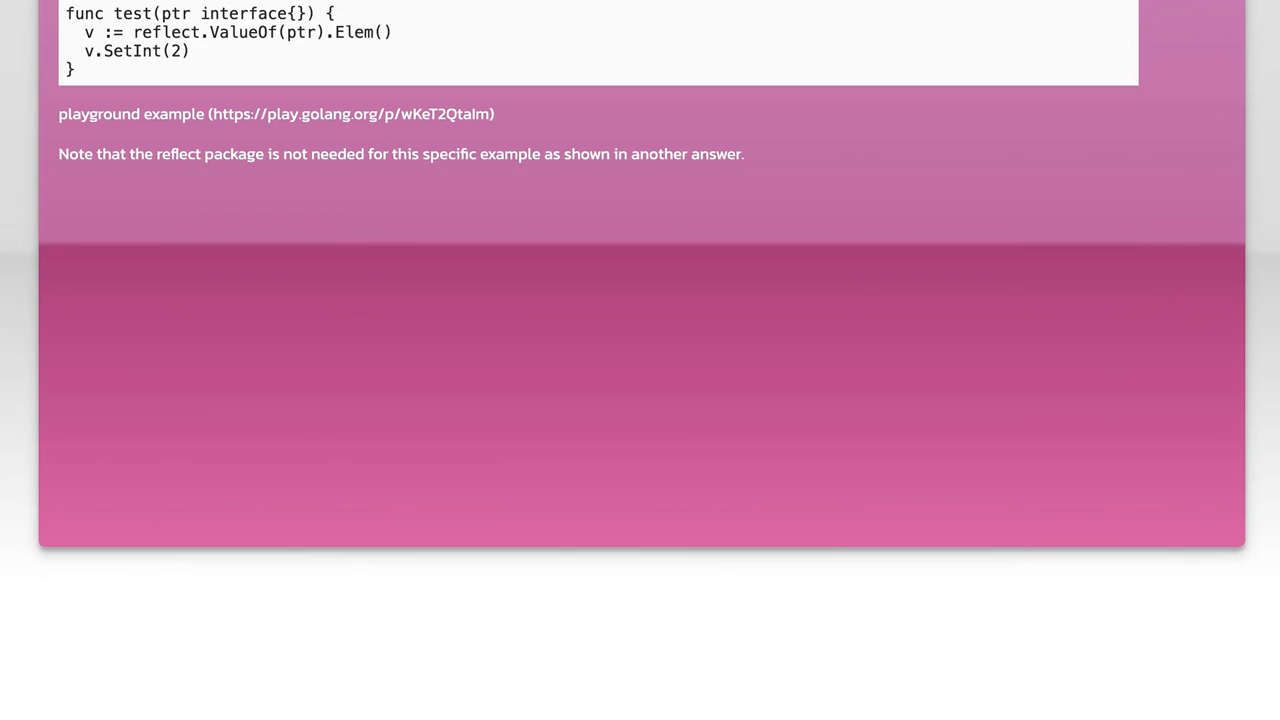 func test(ptr interface{}) {
  v := reflect.ValueOf(ptr).Elem()
  v.SetInt(2)
}
playground example (https://play.golang.org/p/wKeT2QtaIm)
Note that the reflect package is not needed for this specific example as shown in another answer.